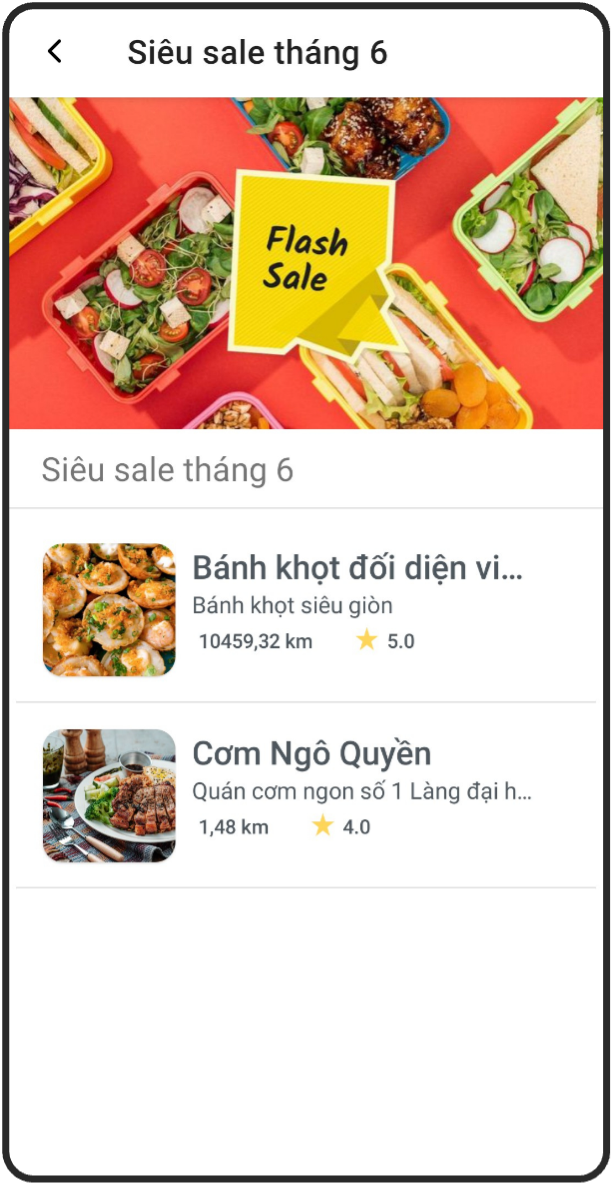 Siêu sale tháng 6
Flash
Sale
Siêu sale tháng 6
Bánh khọt đối diện vi...
Bánh khọt siêu giòn
10459,32 km 5.0
Cơm Ngô Quyền
Quán cơm ngon số 1 Làng đại h...
1,48 km 4.0